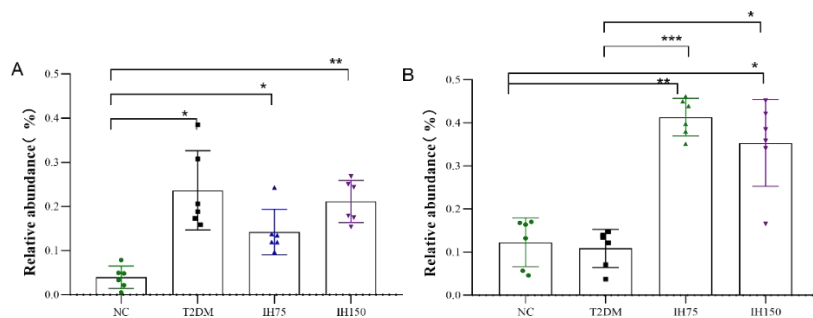 A
Relative abundance( %)
0.5
0.4
0.3
0.2
0.1
0.0
*
*
**
NC
T2DM
IH75
IH150
B
Relative abundance( %)
0.5
0.4
0.3
0.2
0.1
0.0
*
***
*
**
NC
T2DM
IH75
IH150